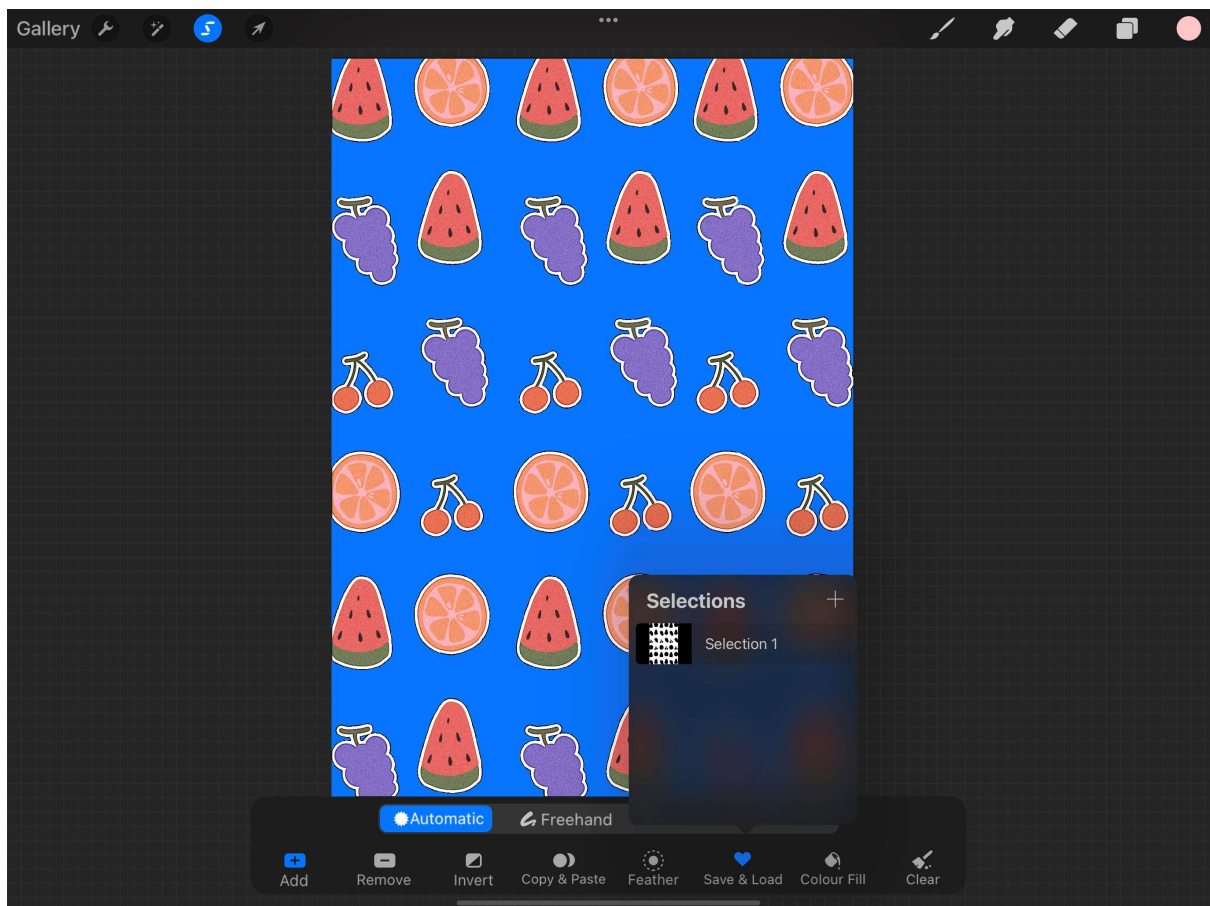 Gallery
Selections
Selection 1
Automatic Freehand
Add Remove Invert Copy & Paste Feather Save & Load Colour Fill Clear